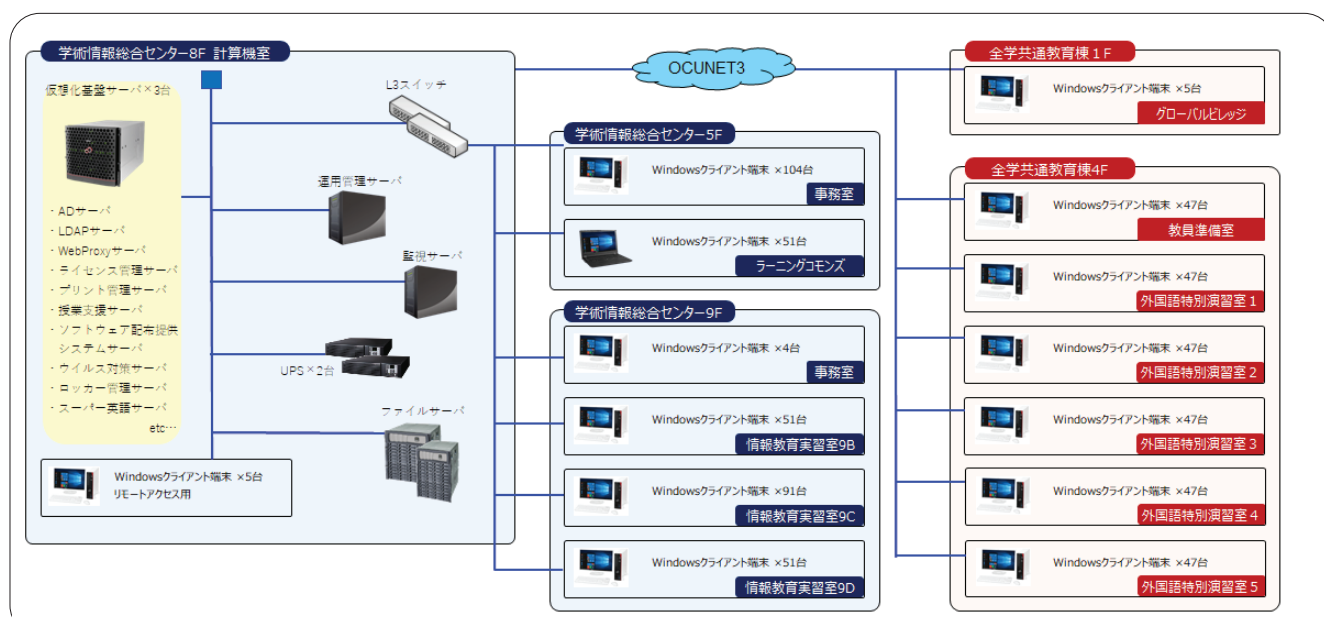 学術情報総合センター8F 計算機室
仮想化基盤サーバ×3台
・ADサーバ
・LDAPサーバ
・WebProxyサーバ
・ライセンス管理サーバ
・プリント管理サーバ
・授業支援サーバ
・ソフトウェア配布提供
システムサーバ
・ウイルス対策サーバ
・ロッカー管理サーバ
・スーパー英語サーバ
etc…
L3スイッチ
運用管理サーバ
監視サーバ
UPS×2台
ファイルサーバ
Windowsクライアント端末 ×5台
リモートアクセス用
OCUNET3
学術情報総合センター5F
Windowsクライアント端末 ×104台
事務室
Windowsクライアント端末 ×51台
ラーニングコモンズ
学術情報総合センター9F
Windowsクライアント端末 ×4台
事務室
Windowsクライアント端末 ×51台
情報教育実習室9B
Windowsクライアント端末 ×91台
情報教育実習室9C
Windowsクライアント端末 ×51台
情報教育実習室9D
全学共通教育棟1F
Windowsクライアント端末 ×5台
グローバルビレッジ
全学共通教育棟4F
Windowsクライアント端末 ×47台
教員準備室
Windowsクライアント端末 ×47台
外国語特別演習室1
Windowsクライアント端末 ×47台
外国語特別演習室2
Windowsクライアント端末 ×47台
外国語特別演習室3
Windowsクライアント端末 ×47台
外国語特別演習室4
Windowsクライアント端末 ×47台
外国語特別演習室5